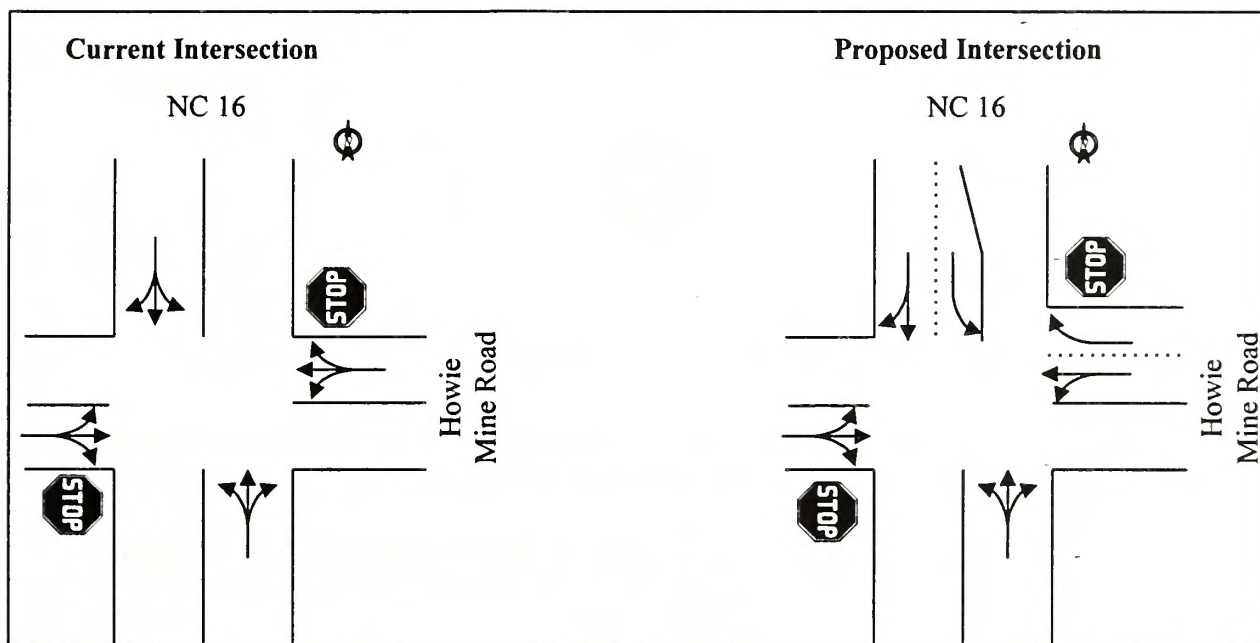 Current Intersection
NC 16
STOP
Howie
Mine Road
STOP
Proposed Intersection
NC 16
STOP
Howie
Mine Road
STOP